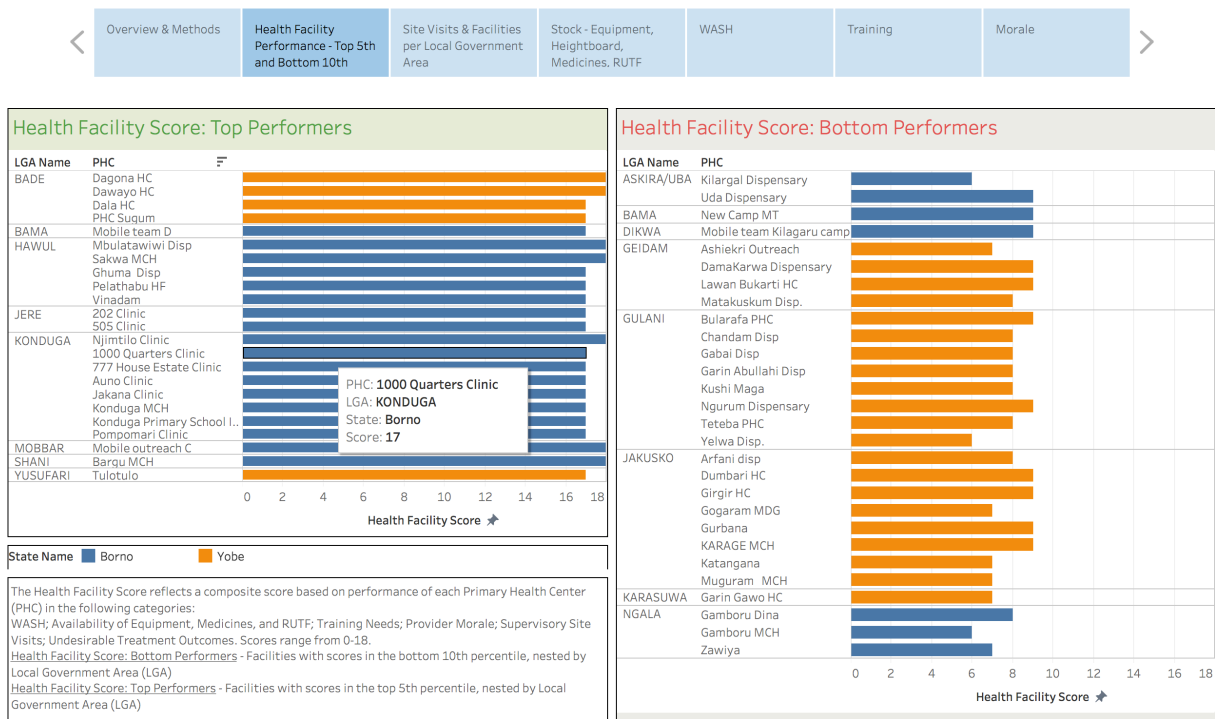 Overview & Methods
Health Facility
Performance - Top 5th
and Bottom 10th
Site Visits & Facilities
per Local Government
Area
Stock - Equipment,
Heightboard,
Medicines, RUTF
WASH
Training
Morale
Health Facility Score: Top Performers
LGA Name PHC
BADE Dagona HC
Dawayo HC
Dala HC
PHC Sugum
BAMA Mobile team D
HAWUL Mbulatawiwi Disp
Sakwa MCH
Ghuma Disp
Pelathabu HF
Vinadam
JERE 202 Clinic
505 Clinic
KONDUGA Njimtilo Clinic
1000 Quarters Clinic
777 House Estate Clinic
Auno Clinic
Jakana Clinic
Konduga MCH
Konduga Primary School I..
Pompomari Clinic
MOBBAR Mobile outreach C
SHANI Bargu MCH
YUSUFARI Tulotulo
PHC: 1000 Quarters Clinic
LGA: KONDUGA
State: Borno
Score: 17
0 2 4 6 8 10 12 14 16 18
Health Facility Score
State Name Borno Yobe
The Health Facility Score reflects a composite score based on performance of each Primary Health Center
(PHC) in the following categories:
WASH; Availability of Equipment, Medicines, and RUTF; Training Needs; Provider Morale; Supervisory Site
Visits; Undesirable Treatment Outcomes. Scores range from 0-18.
Health Facility Score: Bottom Performers - Facilities with scores in the bottom 10th percentile, nested by
Local Government Area (LGA)
Health Facility Score: Top Performers - Facilities with scores in the top 5th percentile, nested by Local
Government Area (LGA)
Health Facility Score: Bottom Performers
LGA Name PHC
ASKIRA/UBA Kilargal Dispensary
Uda Dispensary
BAMA New Camp MT
DIKWA Mobile team Kilagaru camp
GEIDAM Ashiekri Outreach
DamaKarwa Dispensary
Lawan Bukarti HC
Matakuskum Disp.
GULANI Bularafa PHC
Chandam Disp
Gabai Disp
Garin Abullahi Disp
Kushi Maga
Ngurum Dispensary
Teteba PHC
Yelwa Disp.
JAKUSKO Arfani disp
Dumbari HC
Girgir HC
Gogaram MDG
Gurbana
KARAGE MCH
Katangana
Muguram MCH
KARASUWA Garin Gawo HC
NGALA Gamboru Dina
Gamboru MCH
Zawiya
0 2 4 6 8 10 12 14 16 18
Health Facility Score